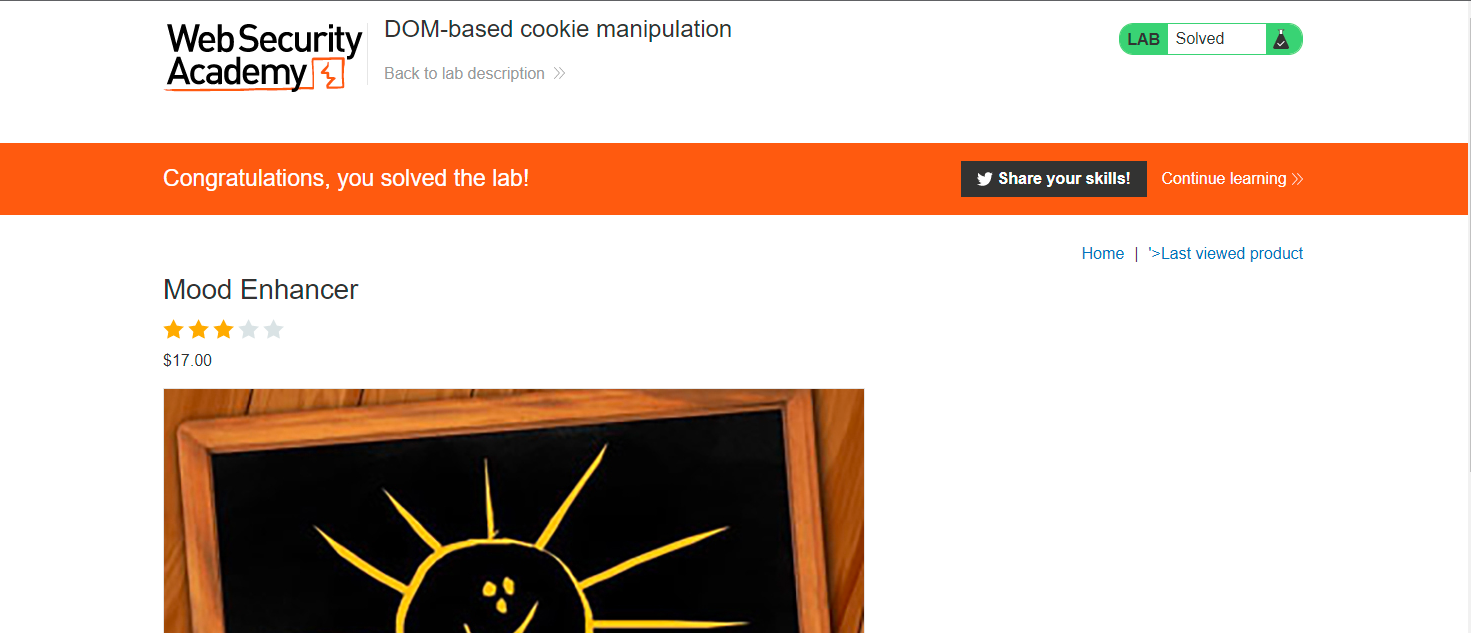 Web Security
Academy
DOM-based cookie manipulation
Back to lab description
LAB Solved
Congratulations, you solved the lab!
Share your skills!
Continue learning
Home | '>Last viewed product
Mood Enhancer
$17.00